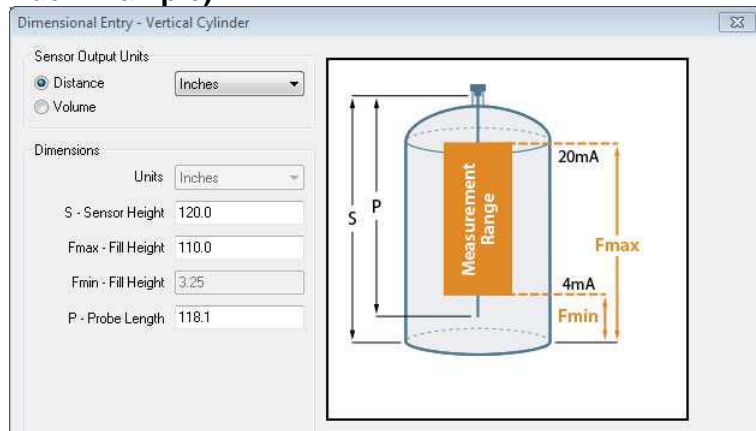 Dimensional Entry - Vertical Cylinder
Sensor Output Units
Distance
Inches
Volume
Dimensions
Units
Inches
S - Sensor Height
120.0
Fmax - Fill Height
110.0
Fmin - Fill Height
3.25
P - Probe Length
118.1
S
P
Measurement
Range
20mA
Fmax
4mA
Fmin